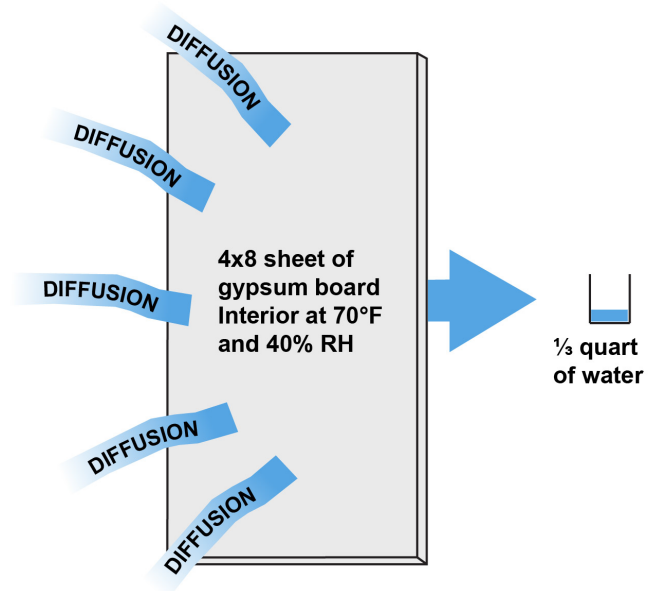 DIFFUSION
DIFFUSION
DIFFUSION
4x8 sheet of
gypsum board
Interior at 70°F
and 40% RH
⅓ quart
of water
DIFFUSION
DIFFUSION